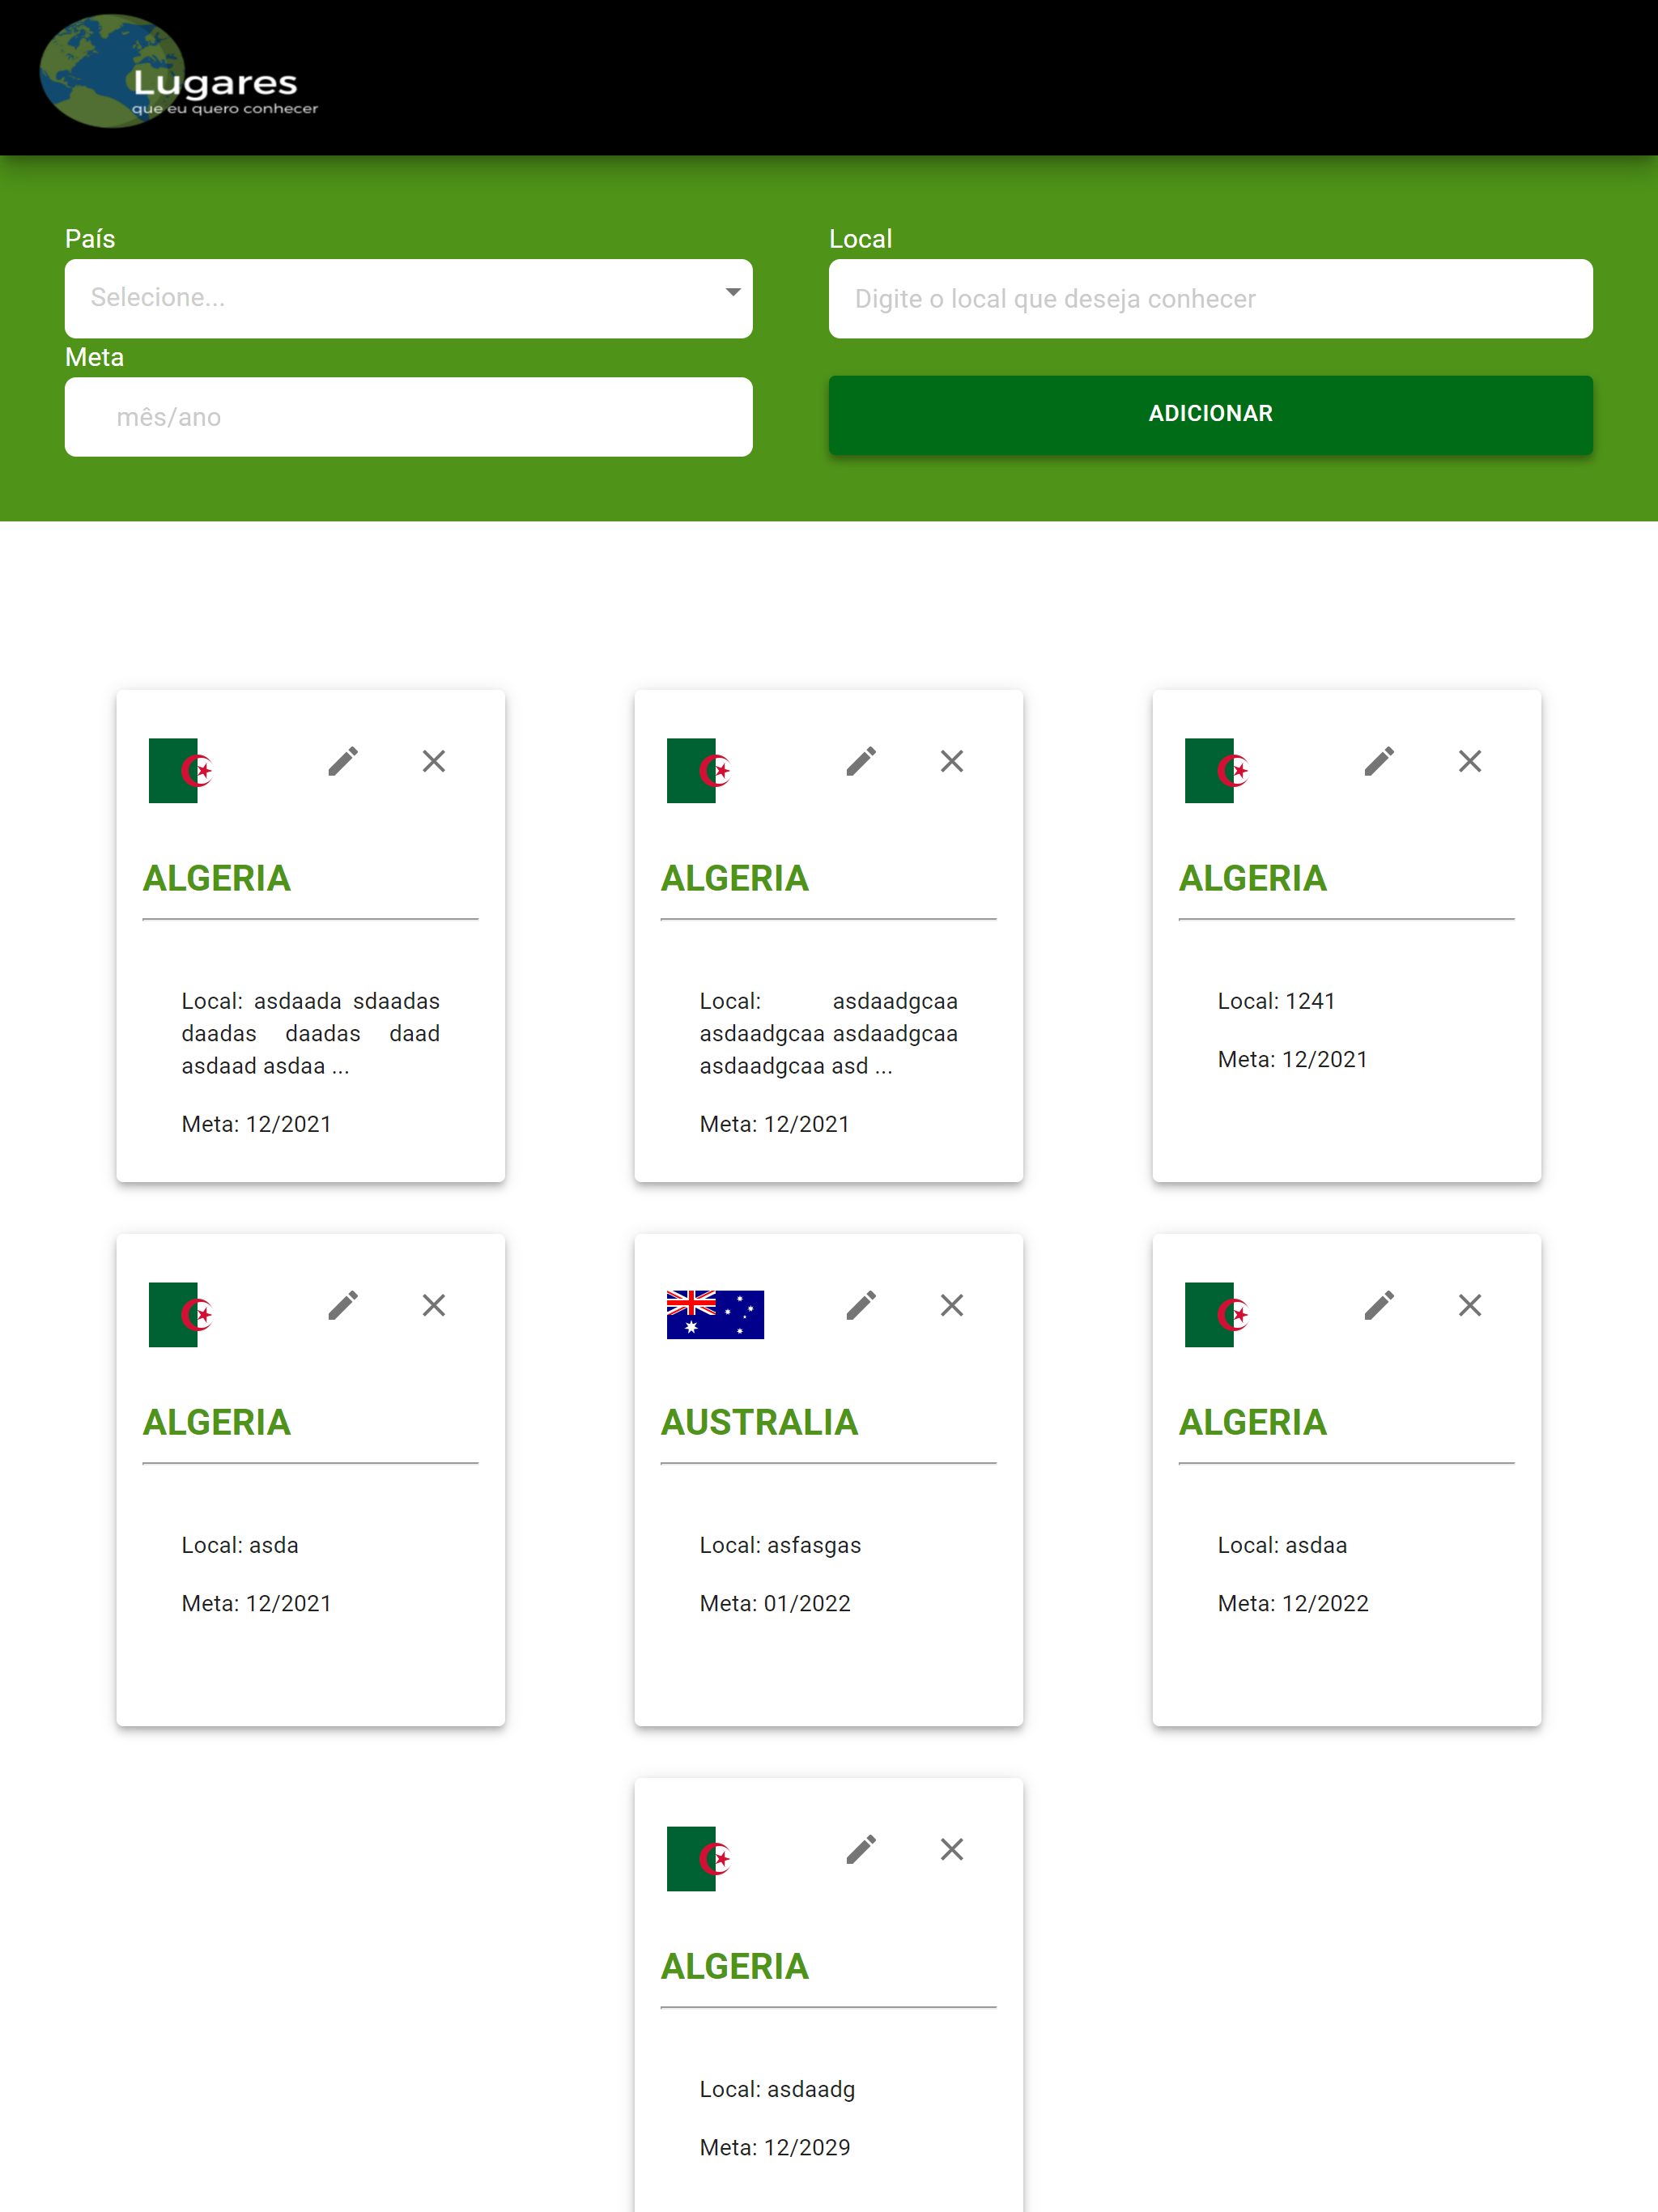 Lugares
que eu quero conhecer
País
Local
Selecione...
Digite o local que deseja conhecer
Meta
mês/ano
ADICIONAR
ALGERIA
Local: asdaada sdaadas
daadas daadas daad
asdaad asdaa ...
Meta: 12/2021
ALGERIA
Local: asdaadgcaa
asdaadgcaa asdaadgcaa
asdaadgcaa asd ...
Meta: 12/2021
ALGERIA
Local: 1241
Meta: 12/2021
ALGERIA
Local: asda
Meta: 12/2021
AUSTRALIA
Local: asfasgas
Meta: 01/2022
ALGERIA
Local: asdaa
Meta: 12/2022
ALGERIA
Local: asdaadg
Meta: 12/2029